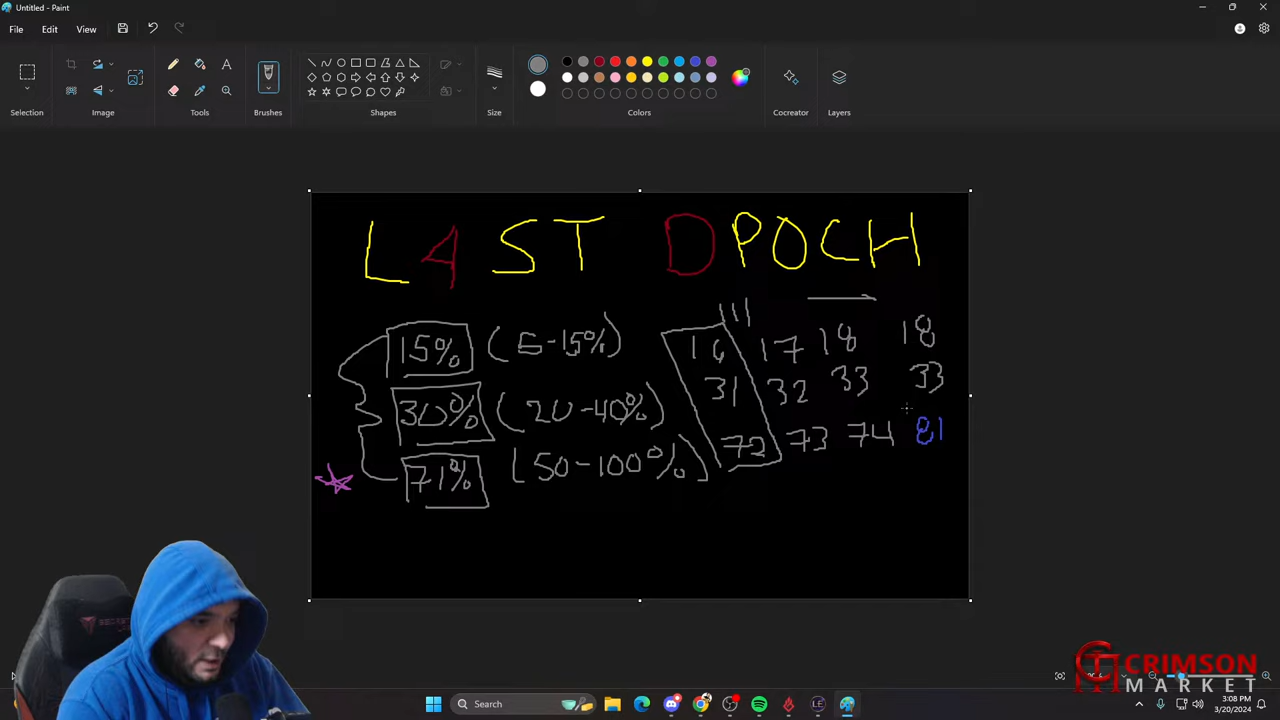 Untitled - Paint
File Edit View
Selection Image Tools Brushes Shapes Size Colors Cocreator Layers
L4ST DPOCH
15% (5-15%) 16 17 18 18
30% (20-40%) 31 32 33 33
71% (50-100%) 72 73 74 81
CRIMSON
MARKET
Search
3:08 PM
3/20/2024